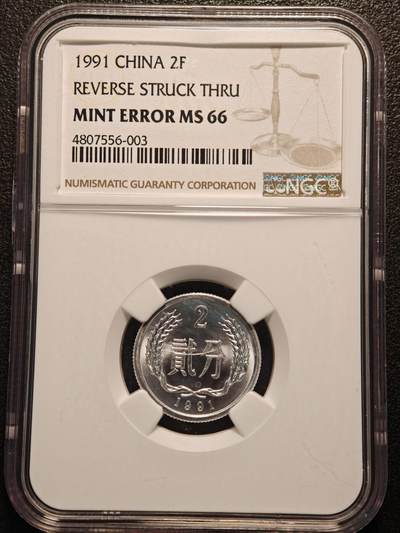 1991 CHINA 2F
REVERSE STRUCK THRU
MINT ERROR MS 66
4807556-003
NUMISMATIC GUARANTY CORPORATION
NGC
2
贰分
1991